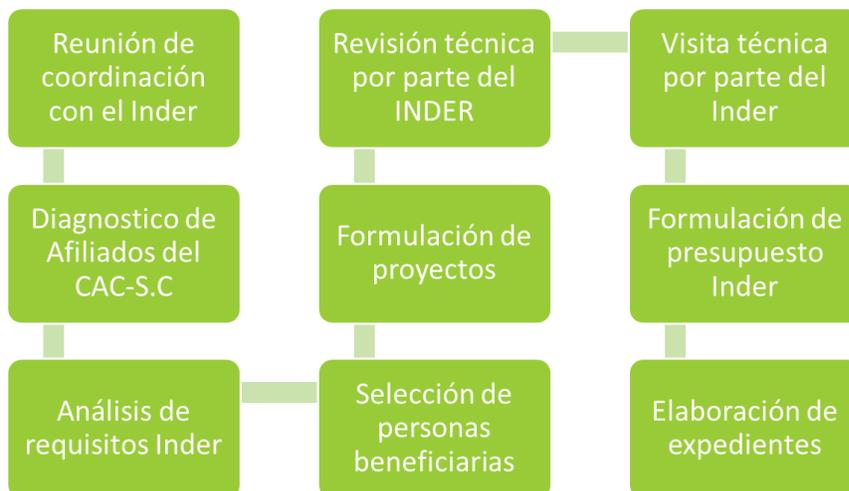 Reunión de
coordinación
con el Inder
Diagnostico de
Afiliados del
CAC-S.C
Análisis de
requisitos Inder
Selección de
personas
beneficiarias
Formulación de
proyectos
Revisión técnica
por parte del
INDER
Visita técnica
por parte del
Inder
Formulación de
presupuesto
Inder
Elaboración de
expedientes